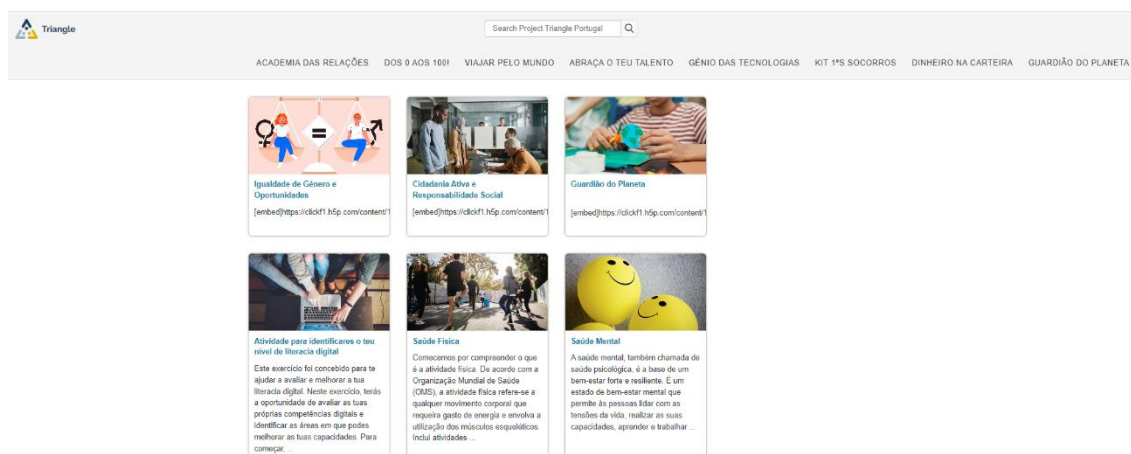 Triangle
Search Project Triangle Portugal
ACADEMIA DAS RELAÇÕES DOS 0 AOS 100! VIAJAR PELO MUNDO ABRAÇA O TEU TALENTO GÉNIO DAS TECNOLOGIAS KIT 1ºS SOCORROS DINHEIRO NA CARTEIRA GUARDIÃO DO PLANETA
Igualdade de Género e
Oportunidades
[embed]https://clickf1.h5p.com/content/1
Cidadania Ativa e
Responsabilidade Social
[embed]https://clickf1.h5p.com/content/1
Guardião do Planeta
[embed]https://clickf1.h5p.com/content/1
Atividade para identificares o teu
nível de literacia digital
Este exercício foi concebido para te
ajudar a avaliar e melhorar a tua
literacia digital. Neste exercício, terás
a oportunidade de avaliar as tuas
próprias competências digitais e
identificar as áreas em que podes
melhorar as tuas capacidades. Para
começar, ...
Saúde Física
Comecemos por compreender o que
é a atividade física. De acordo com a
Organização Mundial de Saúde
(OMS), a atividade física refere-se a
qualquer movimento corporal que
requeira gasto de energia e envolva a
utilização dos músculos esqueléticos.
Inclui atividades ...
Saúde Mental
A saúde mental, também chamada de
saúde psicológica, é a base de um
bem-estar forte e resiliente. É um
estado de bem-estar mental que
permite às pessoas lidar com as
tensões da vida, realizar as suas
capacidades, aprender e trabalhar ...